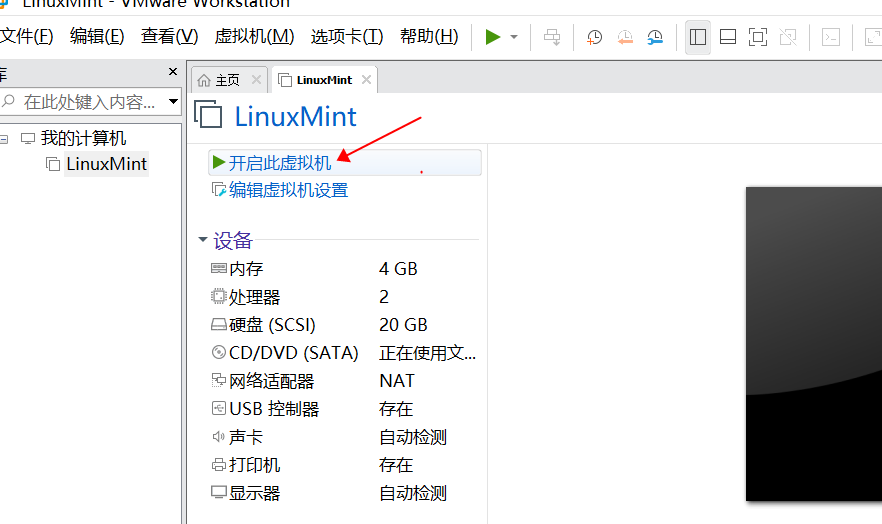 LinuxMint - VMware Workstation
文件(F) 编辑(E) 查看(V) 虚拟机(M) 选项卡(T) 帮助(H)
库
在此处键入内容...
我的计算机
LinuxMint
主页 LinuxMint
LinuxMint
开启此虚拟机
编辑虚拟机设置
设备
内存 4 GB
处理器 2
硬盘 (SCSI) 20 GB
CD/DVD (SATA) 正在使用文...
网络适配器 NAT
USB 控制器 存在
声卡 自动检测
打印机 存在
显示器 自动检测